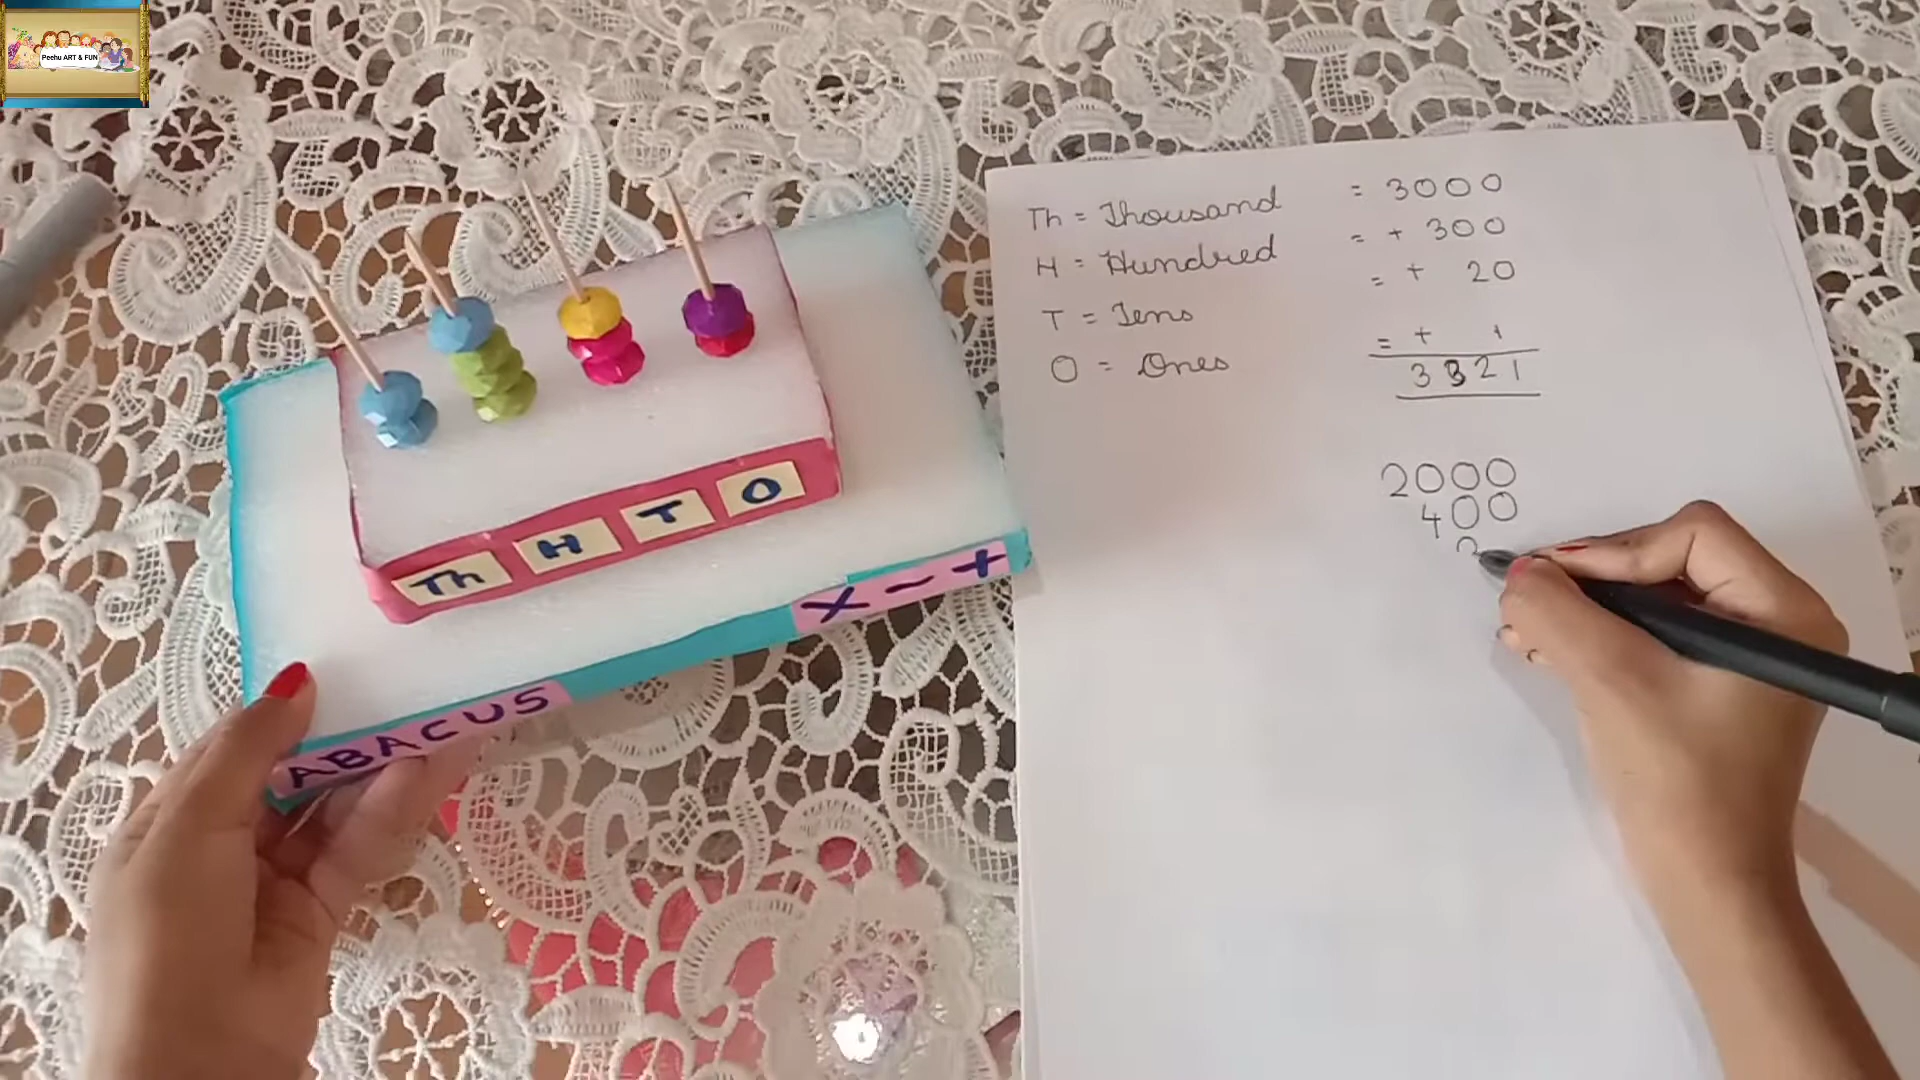 Peehu ART & FUN
Th = Thousand = 3000
H = Hundred = + 300
T = Tens = + 20
O = Ones = + 1
3321
2000
400
Th H T O
X - +
ABACUS